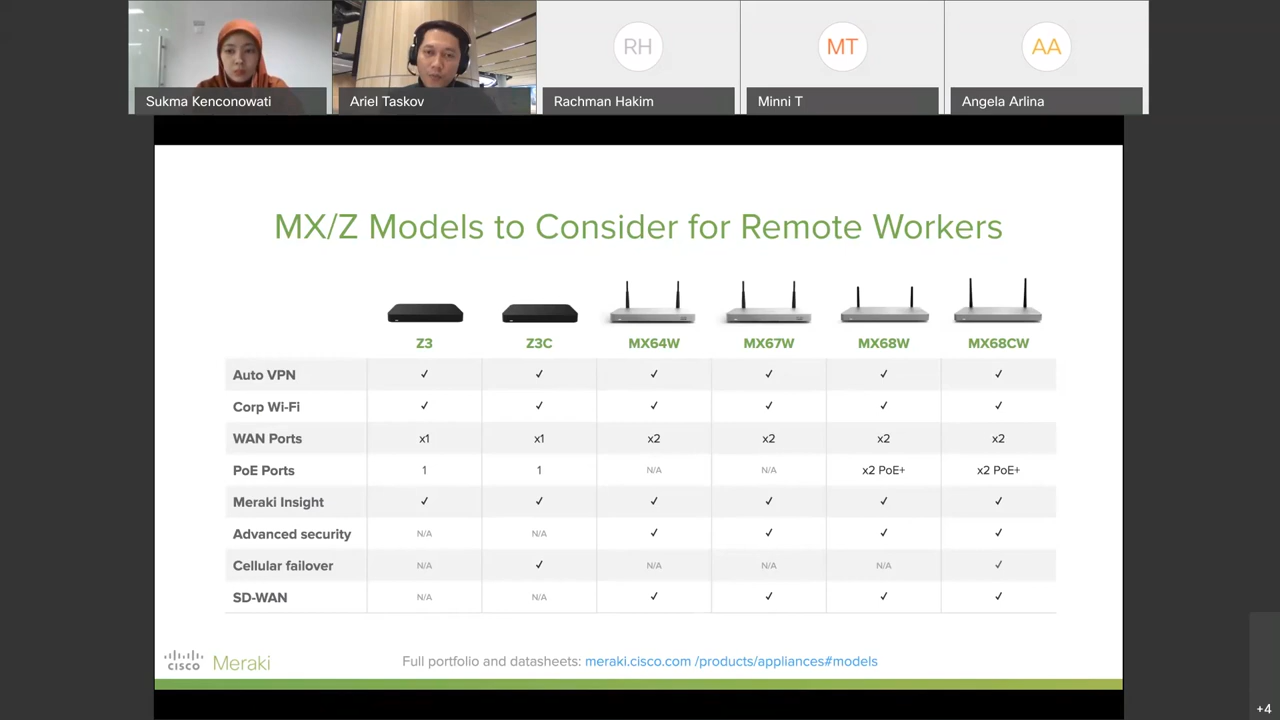 RH
MT
AA
Sukma Kenconowati
Ariel Taskov
Rachman Hakim
Minni T
Angela Arlina
MX/Z Models to Consider for Remote Workers
Z3 Z3C MX64W MX67W MX68W MX68CW
Auto VPN ✓ ✓ ✓ ✓ ✓ ✓
Corp Wi-Fi ✓ ✓ ✓ ✓ ✓ ✓
WAN Ports x1 x1 x2 x2 x2 x2
PoE Ports 1 1 N/A N/A x2 PoE+ x2 PoE+
Meraki Insight ✓ ✓ ✓ ✓ ✓ ✓
Advanced security N/A N/A ✓ ✓ ✓ ✓
Cellular failover N/A ✓ N/A N/A N/A ✓
SD-WAN N/A N/A ✓ ✓ ✓ ✓
cisco Meraki
Full portfolio and datasheets: meraki.cisco.com /products/appliances#models
+4